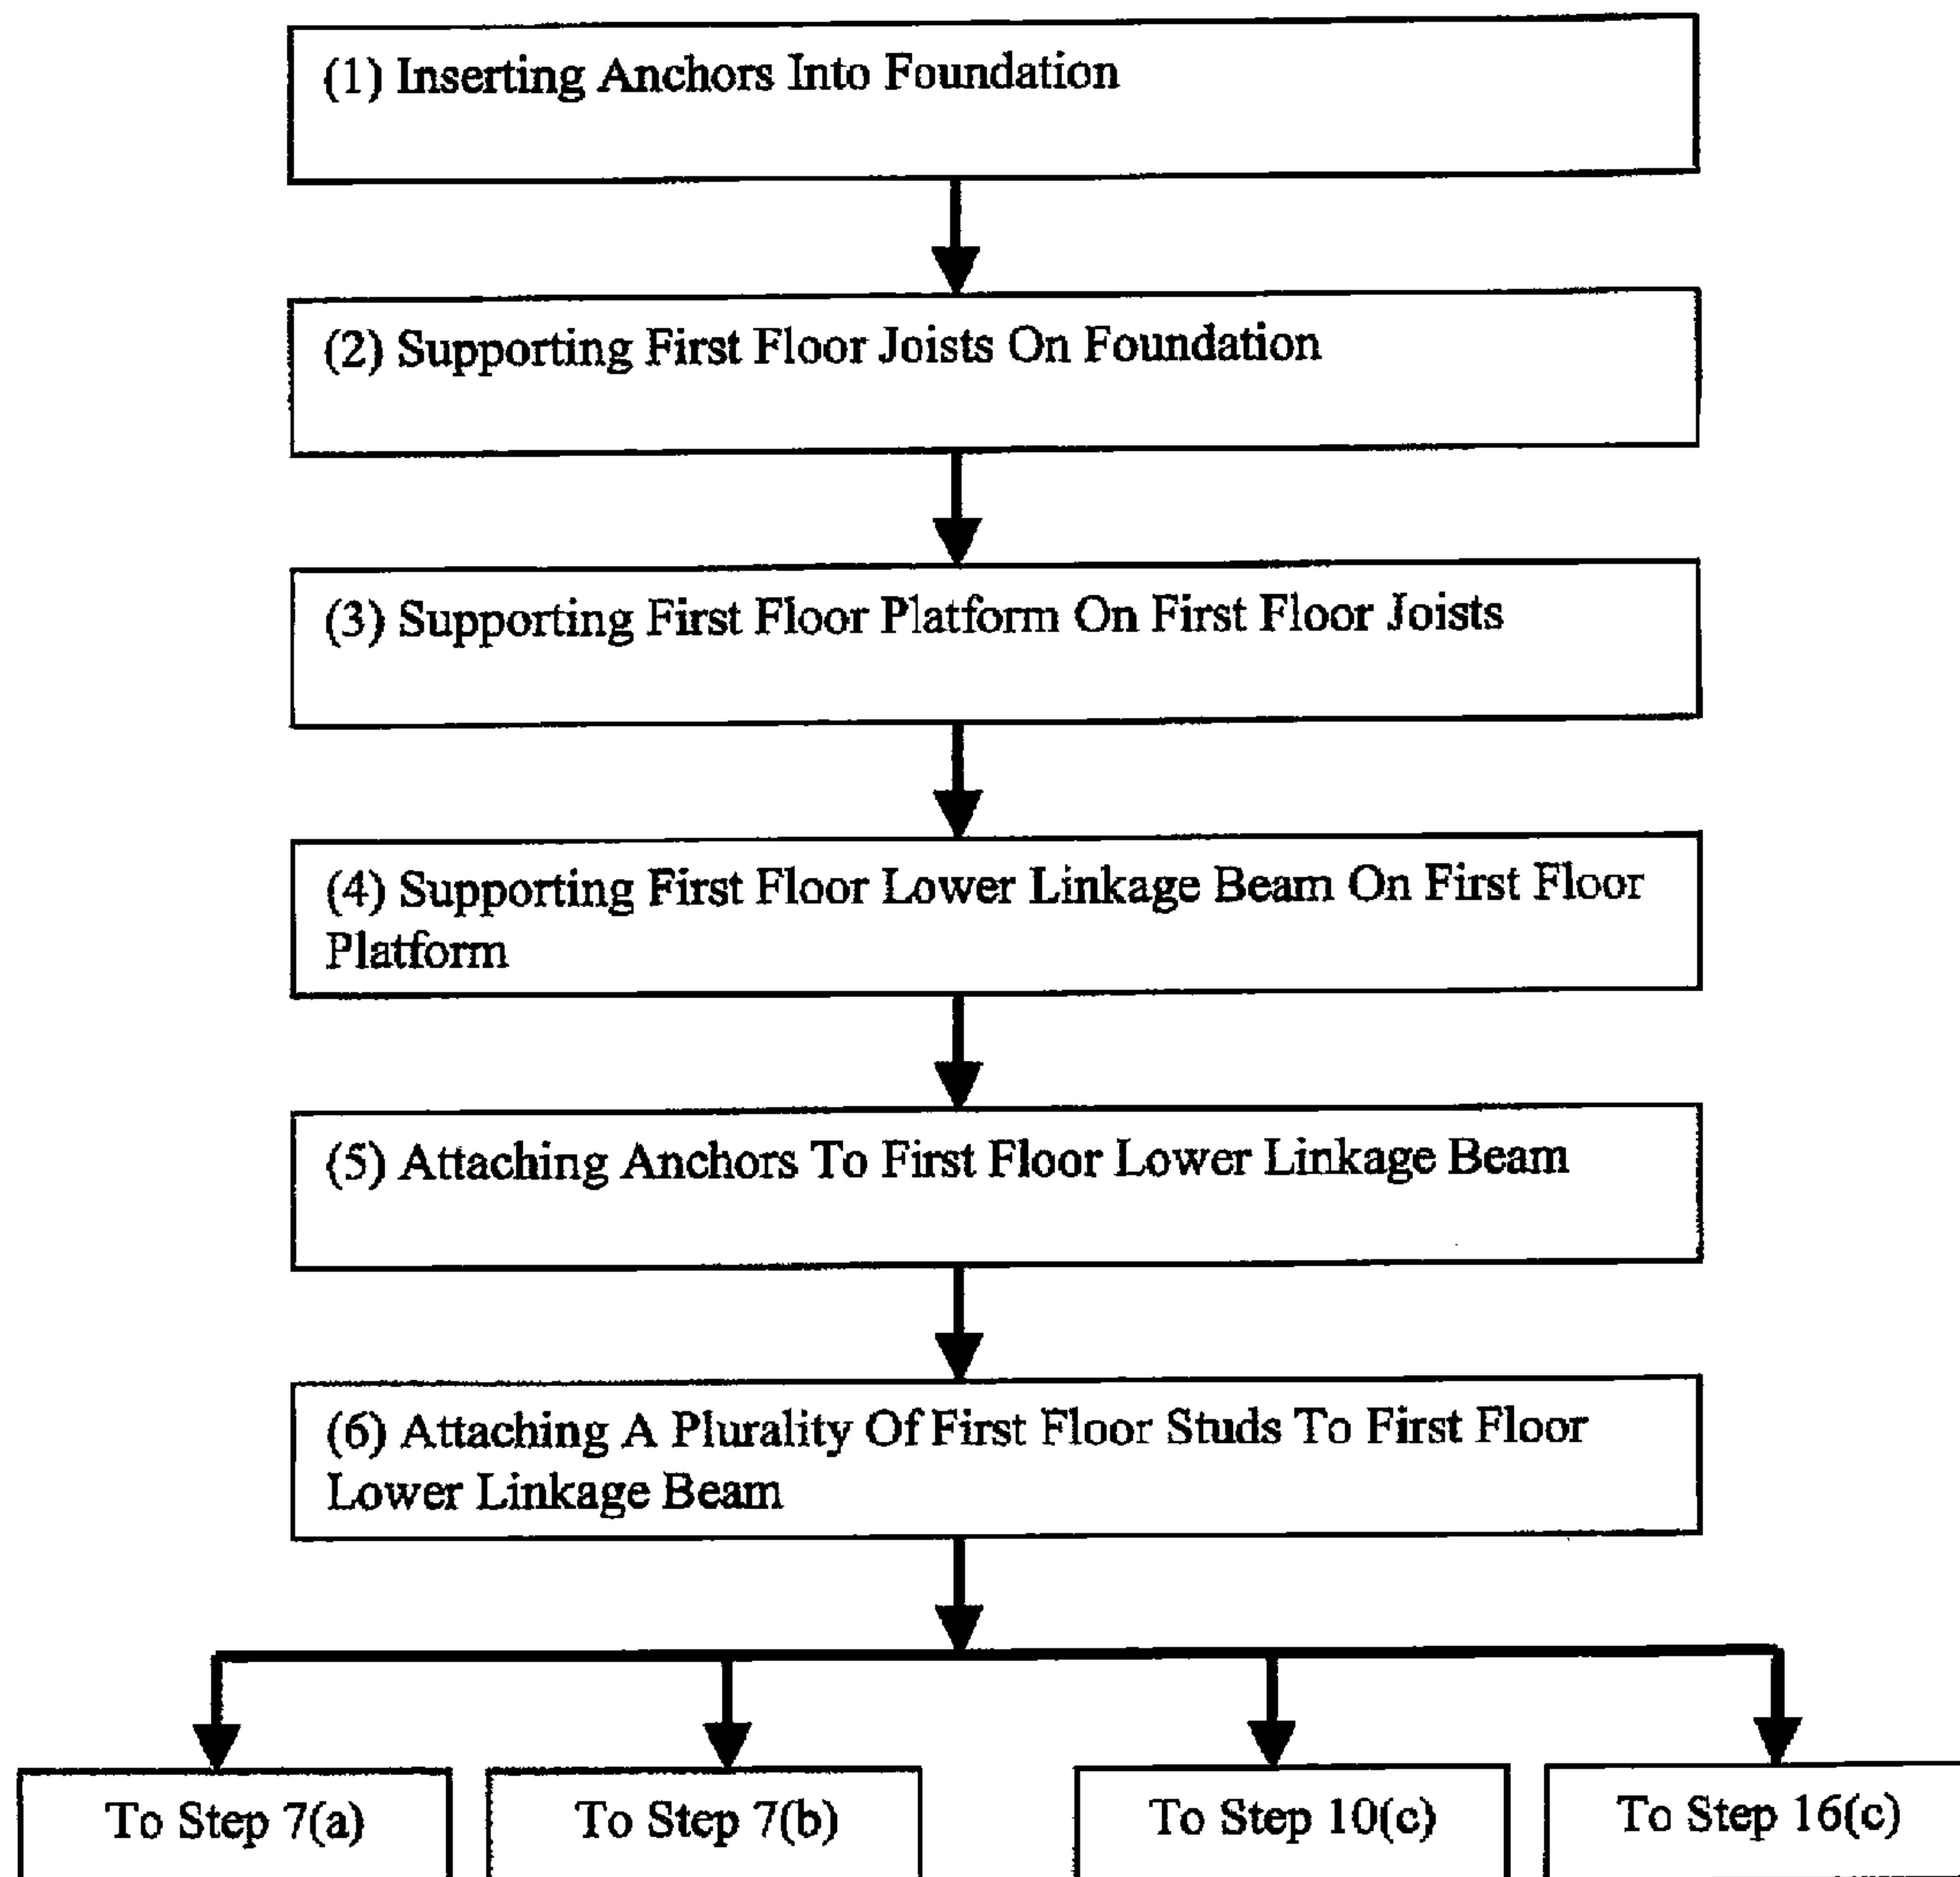 (1) Inserting Anchors Into Foundation
(2) Supporting First Floor Joists On Foundation
(3) Supporting First Floor Platform On First Floor Joists
(4) Supporting First Floor Lower Linkage Beam On First Floor
Platform
(5) Attaching Anchors To First Floor Lower Linkage Beam
(6) Attaching A Plurality Of First Floor Studs To First Floor
Lower Linkage Beam
To Step 7(a)
To Step 7(b)
To Step 10(c)
To Step 16(c)